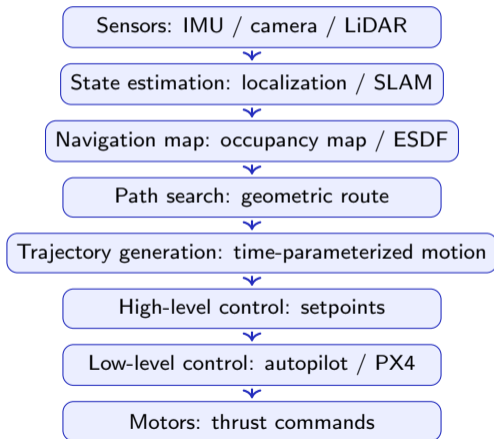 Sensors: IMU / camera / LiDAR
State estimation: localization / SLAM
Navigation map: occupancy map / ESDF
Path search: geometric route
Trajectory generation: time-parameterized motion
High-level control: setpoints
Low-level control: autopilot / PX4
Motors: thrust commands